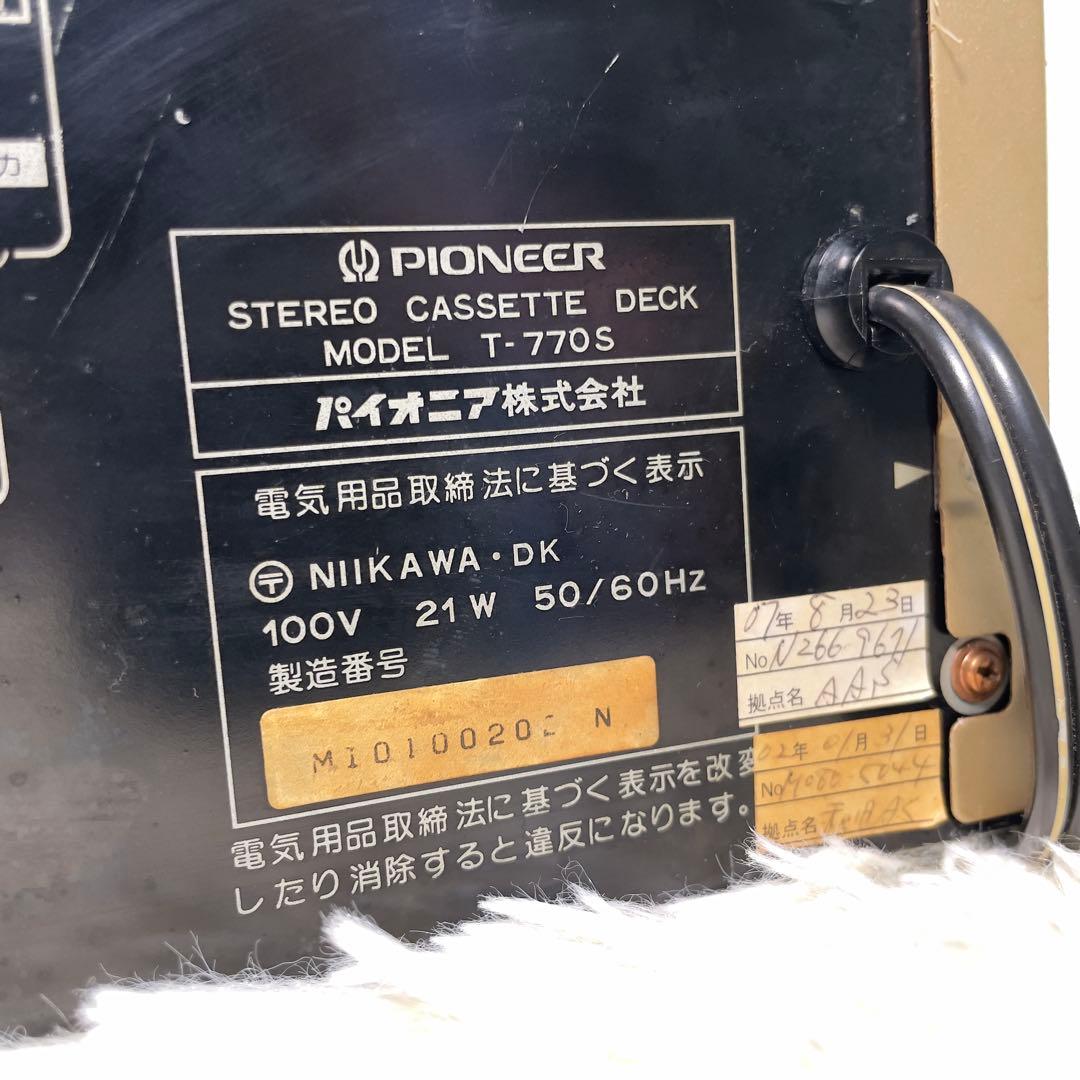 力
PIONEER
STEREO CASSETTE DECK
MODEL T-770S
パイオニア株式会社
電気用品取締法に基づく表示
〒 NIIKAWA・DK
100V 21W 50/60Hz
製造番号
N
電気用品取締法に基づく表示を改変
したり消除すると違反になります。
07年 8月23日
No N266-9671
拠点名
02年 01月31日
No
拠点名